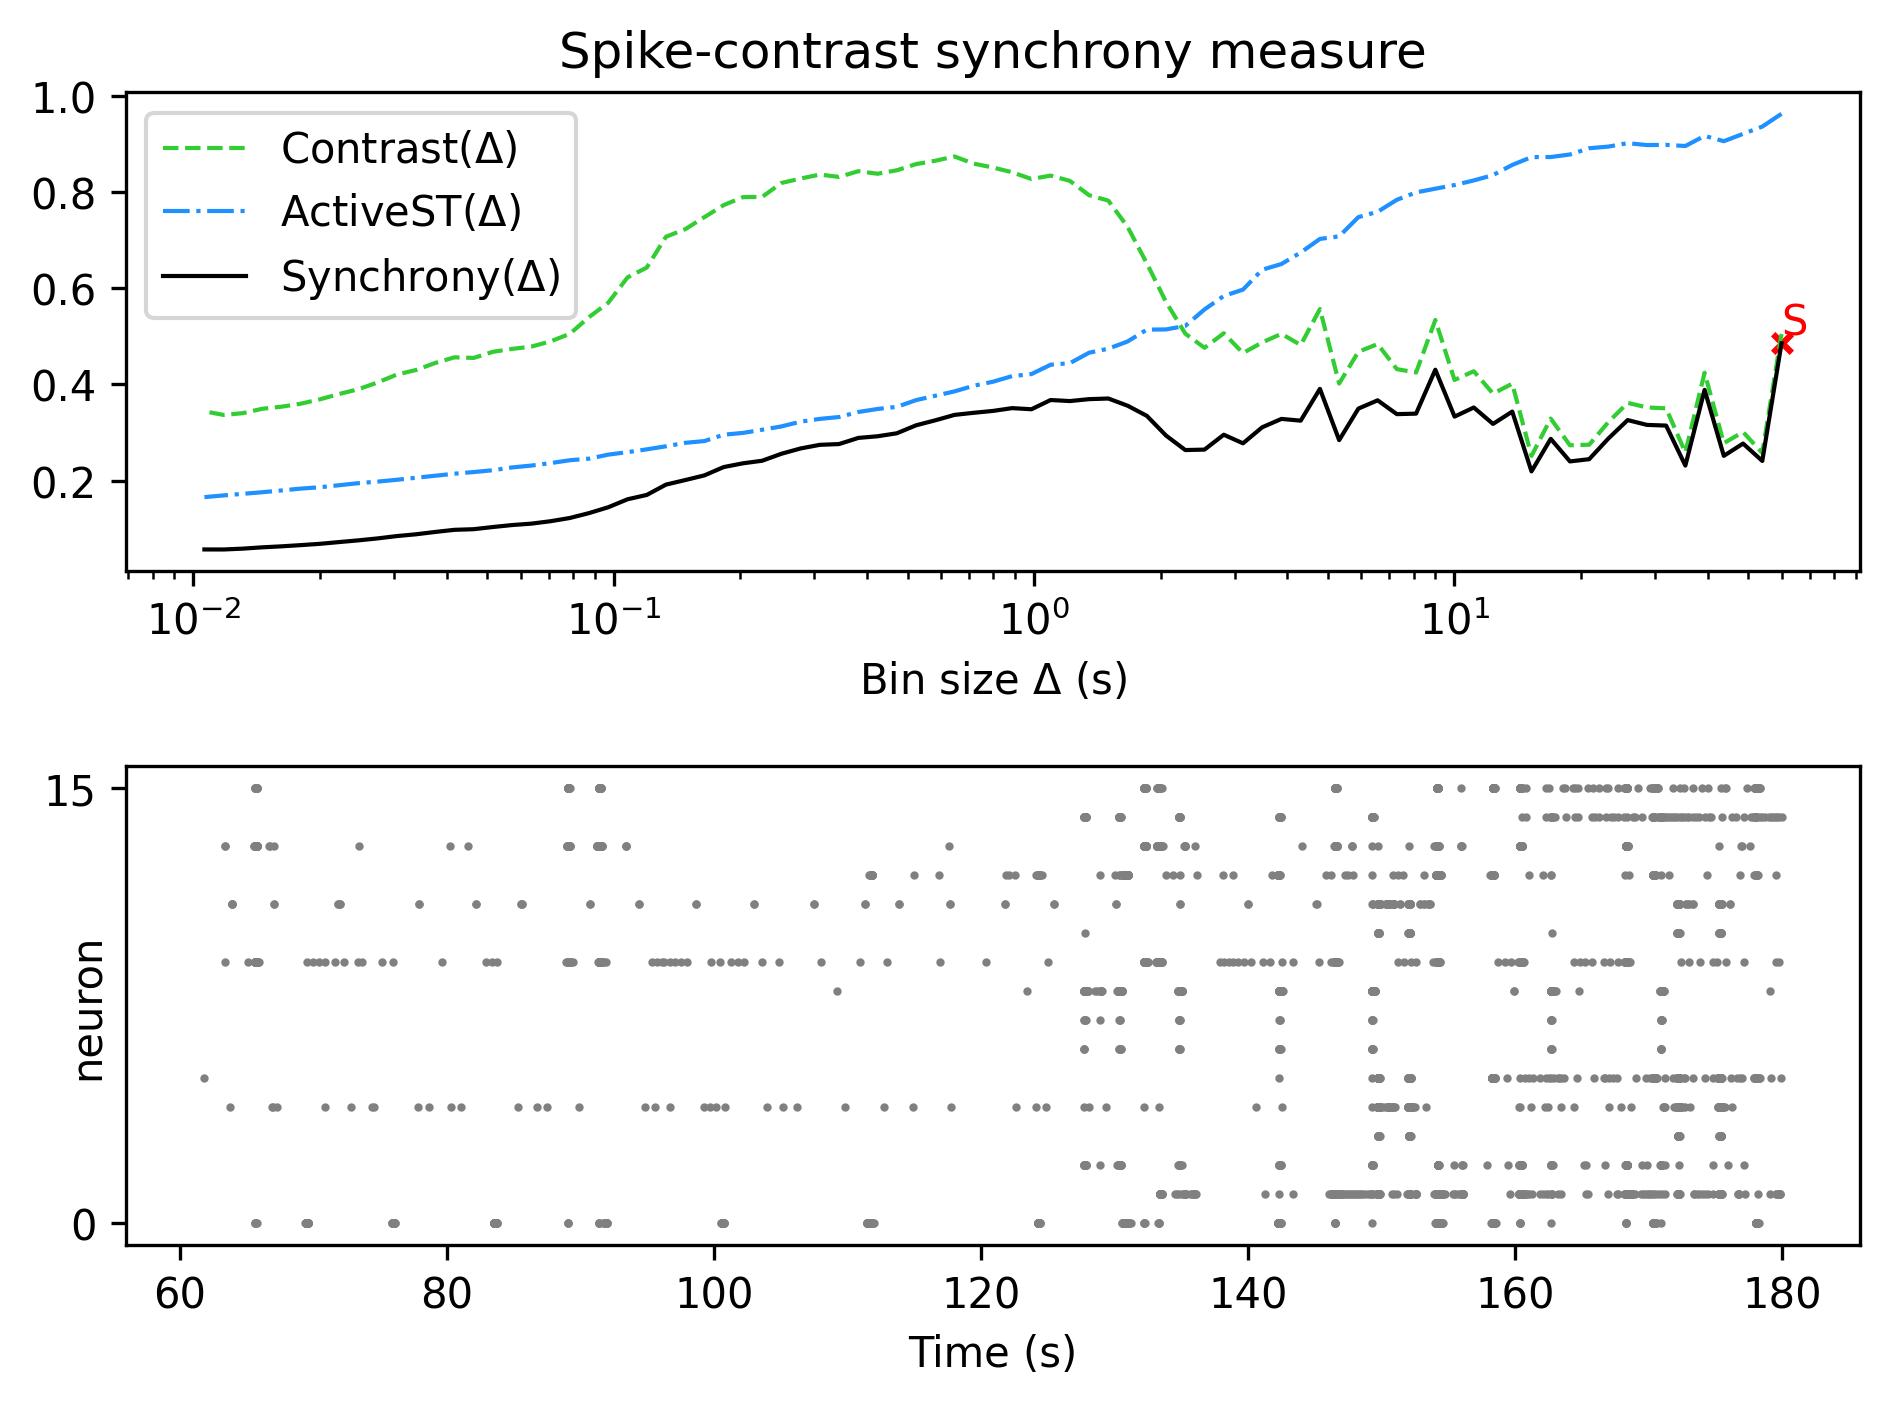 Spike-contrast synchrony measure
1.0
0.8
0.6
0.4
0.2
Contrast(Δ)
ActiveST(Δ)
Synchrony(Δ)
S
10⁻² 10⁻¹ 10⁰ 10¹
Bin size Δ (s)
15
0
neuron
60 80 100 120 140 160 180
Time (s)